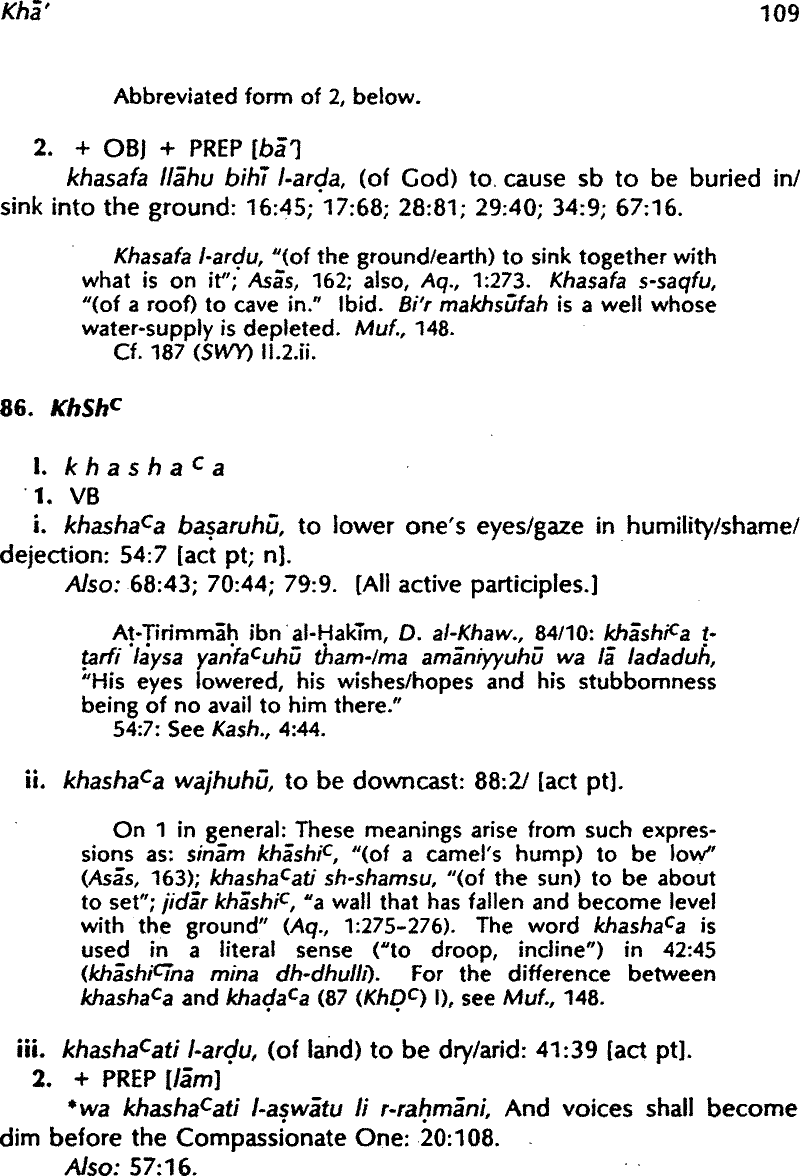 Khā' 109
Abbreviated form of 2, below.
2. + OBJ + PREP [bā']
khasafa llāhu bihī l-arḍa, (of God) to cause sb to be buried in/
sink into the ground: 16:45; 17:68; 28:81; 29:40; 34:9; 67:16.
Khasafa l-arḍu, "(of the ground/earth) to sink together with
what is on it"; Asās, 162; also, Aq., 1:273. Khasafa s-saqfu,
"(of a roof) to cave in." Ibid. Bi'r makhsūfah is a well whose
water-supply is depleted. Muf., 148.
Cf. 187 (SWY) II.2.ii.
86. KhShᶜ
I. k h a s h a ᶜ a
1. VB
i. khashaᶜa baṣaruhū, to lower one's eyes/gaze in humility/shame/
dejection: 54:7 [act pt; n].
Also: 68:43; 70:44; 79:9. [All active participles.]
Aṭ-Ṭirimmāḥ ibn al-Ḥakīm, D. al-Khaw., 84/10: khāshiᶜa ṭ-
ṭarfi laysa yanfaᶜuhū tham-/ma amāniyyuhū wa lā ladaduh,
"His eyes lowered, his wishes/hopes and his stubbornness
being of no avail to him there."
54:7: See Kash., 4:44.
ii. khashaᶜa wajhuhū, to be downcast: 88:2/ [act pt].
On 1 in general: These meanings arise from such expres-
sions as: sinām khāshiᶜ, "(of a camel's hump) to be low"
(Asās, 163); khashaᶜati sh-shamsu, "(of the sun) to be about
to set"; jidār khāshiᶜ, "a wall that has fallen and become level
with the ground" (Aq., 1:275–276). The word khashaᶜa is
used in a literal sense ("to droop, incline") in 42:45
(khāshiᶜīna mina dh-dhulli). For the difference between
khashaᶜa and khaḍaᶜa (87 (KhḌᶜ) I), see Muf., 148.
iii. khashaᶜati l-arḍu, (of land) to be dry/arid: 41:39 [act pt].
2. + PREP [lām]
*wa khashaᶜati l-aṣwātu li r-raḥmāni, And voices shall become
dim before the Compassionate One: 20:108.
Also: 57:16.